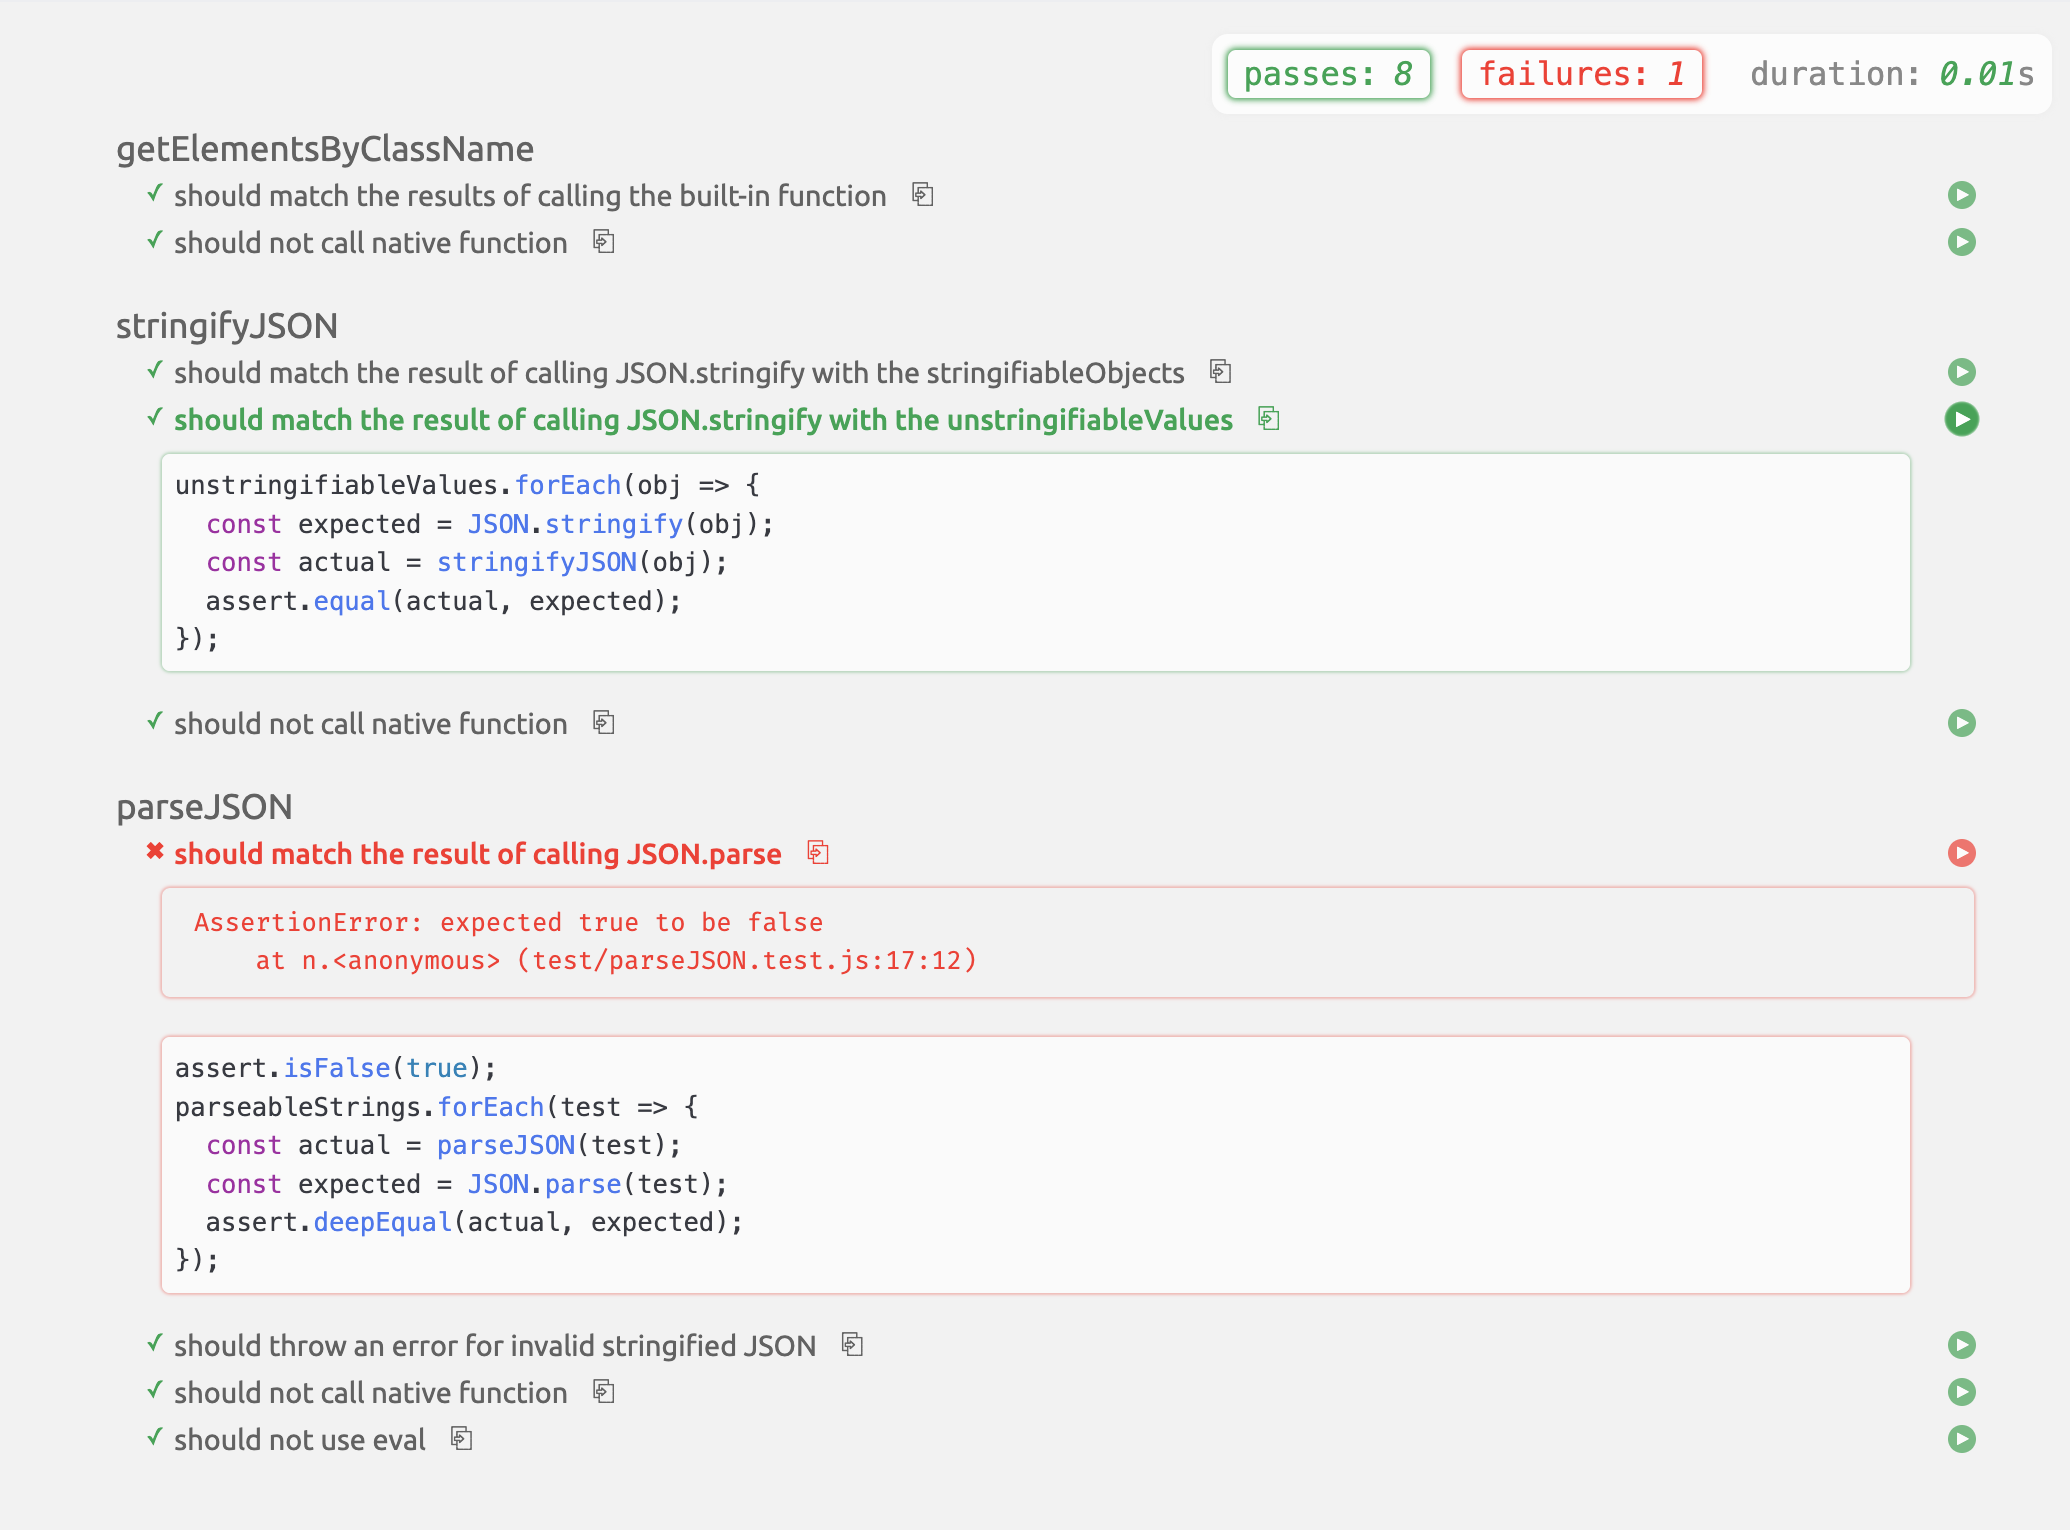 passes: 8 failures: 1 duration: 0.01s
getElementsByClassName
✓ should match the results of calling the built-in function
✓ should not call native function
stringifyJSON
✓ should match the result of calling JSON.stringify with the stringifiableObjects
✓ should match the result of calling JSON.stringify with the unstringifiableValues
unstringifiableValues.forEach(obj => {
  const expected = JSON.stringify(obj);
  const actual = stringifyJSON(obj);
  assert.equal(actual, expected);
});
✓ should not call native function
parseJSON
✖ should match the result of calling JSON.parse
AssertionError: expected true to be false
    at n.<anonymous> (test/parseJSON.test.js:17:12)
assert.isFalse(true);
parseableStrings.forEach(test => {
  const actual = parseJSON(test);
  const expected = JSON.parse(test);
  assert.deepEqual(actual, expected);
});
✓ should throw an error for invalid stringified JSON
✓ should not call native function
✓ should not use eval